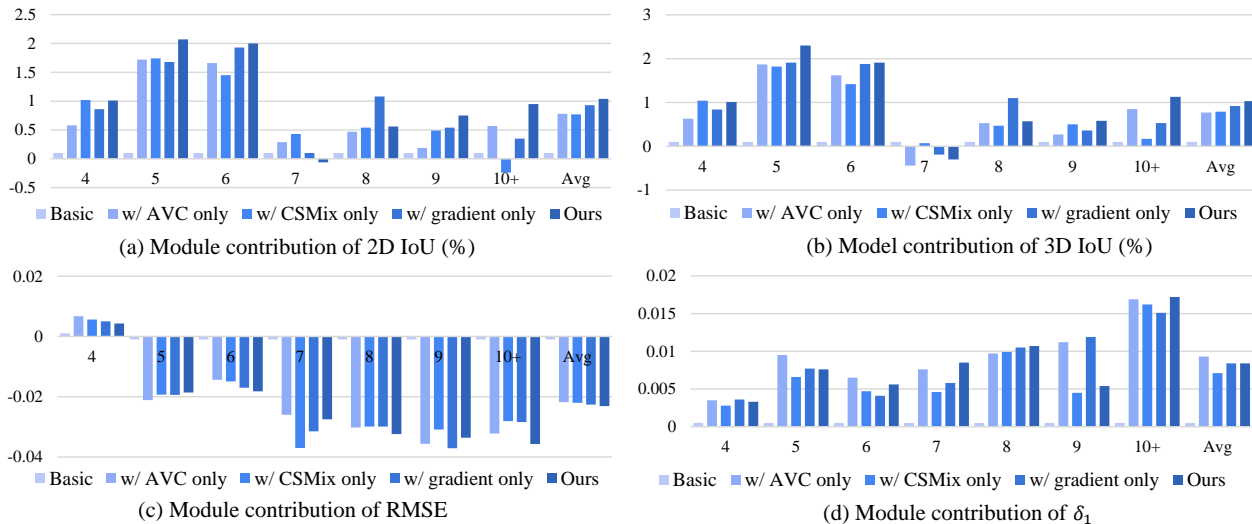 2.5
2
1.5
1
0.5
0
-0.5
4 5 6 7 8 9 10+ Avg
Basic w/ AVC only w/ CSMix only w/ gradient only Ours
(a) Module contribution of 2D IoU (%)
3
2
1
0
-1
4 5 6 7 8 9 10+ Avg
Basic w/ AVC only w/ CSMix only w/ gradient only Ours
(b) Model contribution of 3D IoU (%)
0.02
0
-0.02
-0.04
4 5 6 7 8 9 10+ Avg
Basic w/ AVC only w/ CSMix only w/ gradient only Ours
(c) Module contribution of RMSE
0.02
0.015
0.01
0.005
0
4 5 6 7 8 9 10+ Avg
Basic w/ AVC only w/ CSMix only w/ gradient only Ours
(d) Module contribution of δ₁